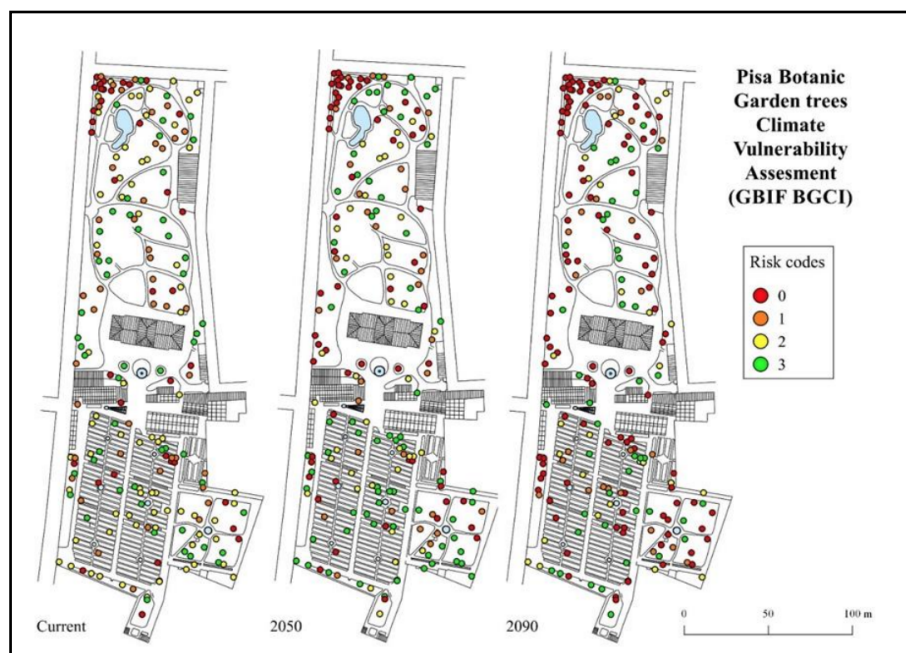 Pisa Botanic
Garden trees
Climate
Vulnerability
Assesment
(GBIF BGCI)
Risk codes
0
1
2
3
Current
2050
2090
0
50
100 m